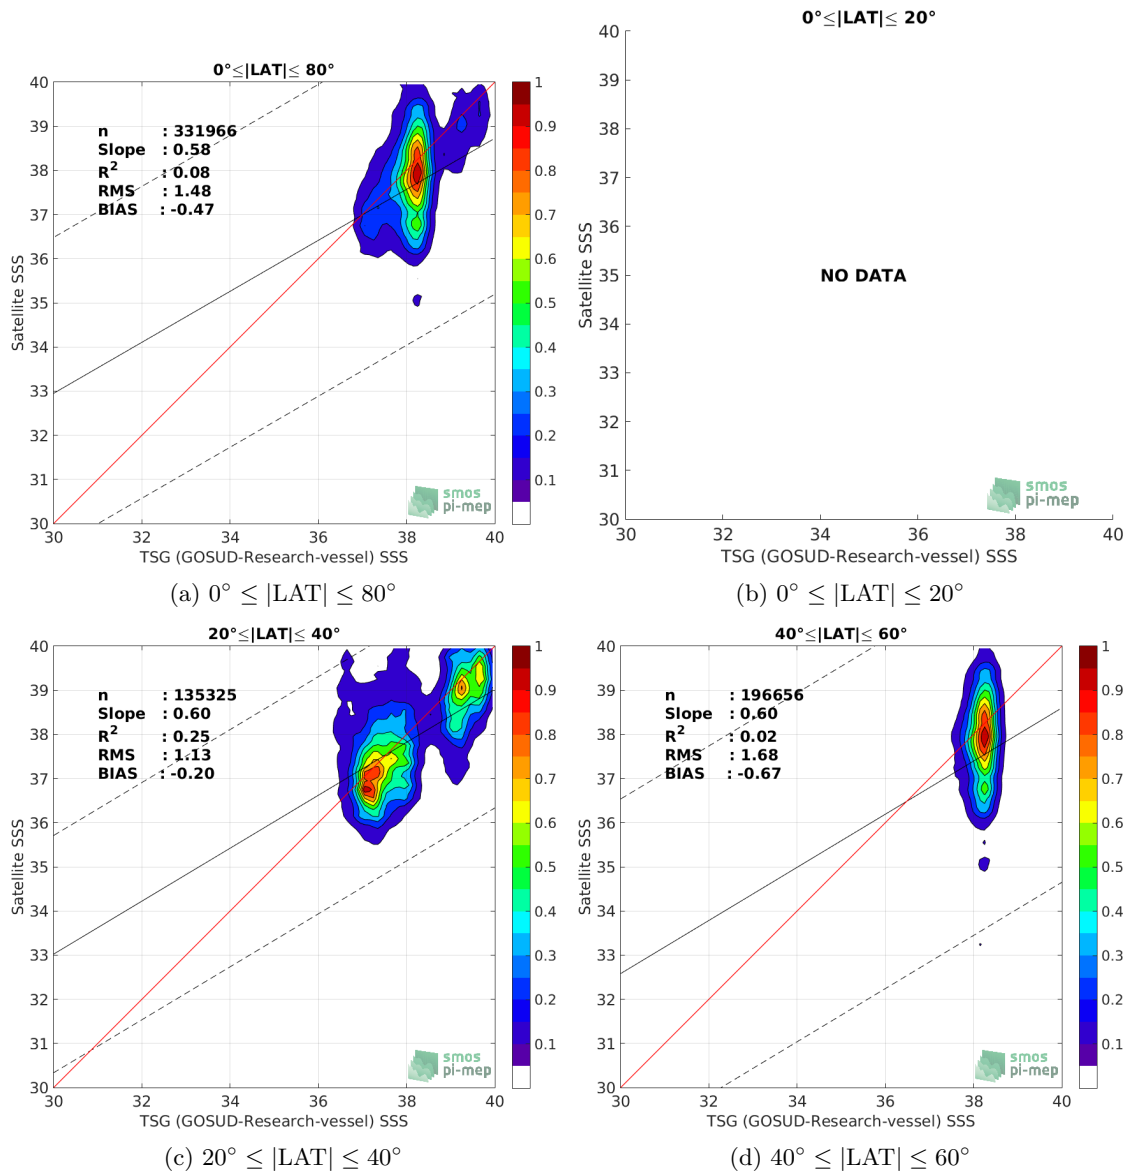 0°≤|LAT|≤ 80°
40
39
38
37
36
35
34
33
32
31
30
30
32
34
36
38
40
Satellite SSS
TSG (GOSUD-Research-vessel) SSS
n : 331966
Slope : 0.58
R2 : 0.08
RMS : 1.48
BIAS : -0.47
smos
pi-mep
1
0.9
0.8
0.7
0.6
0.5
0.4
0.3
0.2
0.1
(a) 0° ≤ |LAT| ≤ 80°
0°≤|LAT|≤ 20°
40
39
38
37
36
35
34
33
32
31
30
30
32
34
36
38
40
Satellite SSS
TSG (GOSUD-Research-vessel) SSS
NO DATA
smos
pi-mep
(b) 0° ≤ |LAT| ≤ 20°
20°≤|LAT|≤ 40°
40
39
38
37
36
35
34
33
32
31
30
30
32
34
36
38
40
Satellite SSS
TSG (GOSUD-Research-vessel) SSS
n : 135325
Slope : 0.60
R2 : 0.25
RMS : 1.13
BIAS : -0.20
smos
pi-mep
1
0.9
0.8
0.7
0.6
0.5
0.4
0.3
0.2
0.1
(c) 20° ≤ |LAT| ≤ 40°
40°≤|LAT|≤ 60°
40
39
38
37
36
35
34
33
32
31
30
30
32
34
36
38
40
Satellite SSS
TSG (GOSUD-Research-vessel) SSS
n : 196656
Slope : 0.60
R2 : 0.02
RMS : 1.68
BIAS : -0.67
smos
pi-mep
1
0.9
0.8
0.7
0.6
0.5
0.4
0.3
0.2
0.1
(d) 40° ≤ |LAT| ≤ 60°